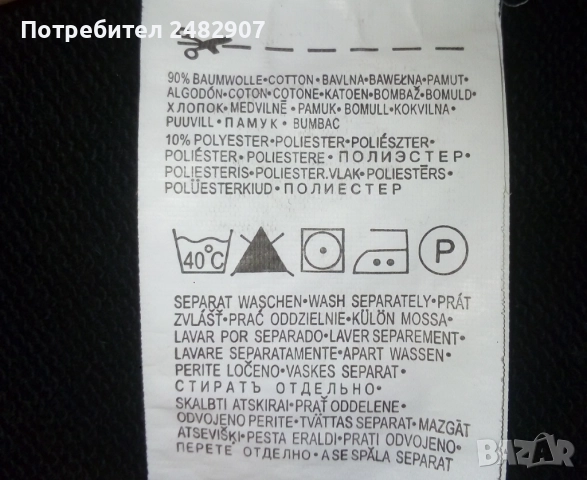 Потребител 2482907
90% BAUMWOLLE•COTTON•BAVLNA•BAWEŁNA•PAMUT•
ALGODÓN•COTON•COTONE•KATOEN•BOMBAŽ•BOMULD•
ХЛОПОК•MEDVILNĖ•PAMUK•BOMULL•KOKVILNA•
PUUVILL•ПАМУК•BUMBAC
10% POLYESTER•POLIESTER•POLIÉSZTER•
POLIÉSTER•POLIESTERE•ПОЛИЭСТЕР•
POLIESTERIS•POLIESTER.VLAK•POLIESTĒRS•
POLÜESTERKIUD•ПОЛИЕСТЕР
40°C P
SEPARAT WASCHEN•WASH SEPARATELY•PRÁT
ZVLÁŠŤ•PRAĆ ODDZIELNIE•KÜLÖN MOSSA•
LAVAR POR SEPARADO•LAVER SEPAREMENT•
LAVARE SEPARATAMENTE•APART WASSEN•
PERITE LOČENO•VASKES SEPARAT•
СТИРАТЪ ОТДЕЛЬНО•
SKALBTI ATSKIRAI•PRAŤ ODDELENE•
ODVOJENO PERITE•TVÄTTAS SEPARAT•MAZGĀT
ATSEVIŠĶI•PESTA ERALDI•PRATI ODVOJENO•
ПЕРЕТЕ ОТДЕЛНО•A SE SPĂLA SEPARAT
BAZAR